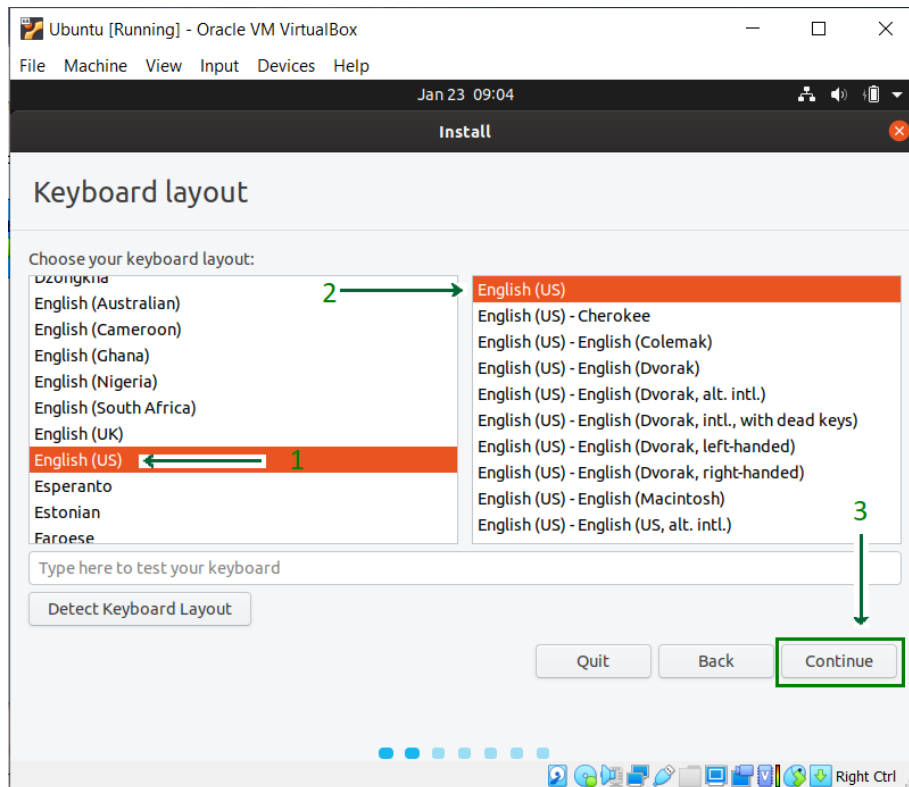 Ubuntu [Running] - Oracle VM VirtualBox
File Machine View Input Devices Help
Jan 23 09:04
Install
Keyboard layout
Choose your keyboard layout:
Dzongkha
English (Australian)
English (Cameroon)
English (Ghana)
English (Nigeria)
English (South Africa)
English (UK)
English (US)
1
Esperanto
Estonian
Faroese
2
English (US)
English (US) - Cherokee
English (US) - English (Colemak)
English (US) - English (Dvorak)
English (US) - English (Dvorak, alt. intl.)
English (US) - English (Dvorak, intl., with dead keys)
English (US) - English (Dvorak, left-handed)
English (US) - English (Dvorak, right-handed)
English (US) - English (Macintosh)
English (US) - English (US, alt. intl.)
3
Type here to test your keyboard
Detect Keyboard Layout
Quit Back Continue
Right Ctrl